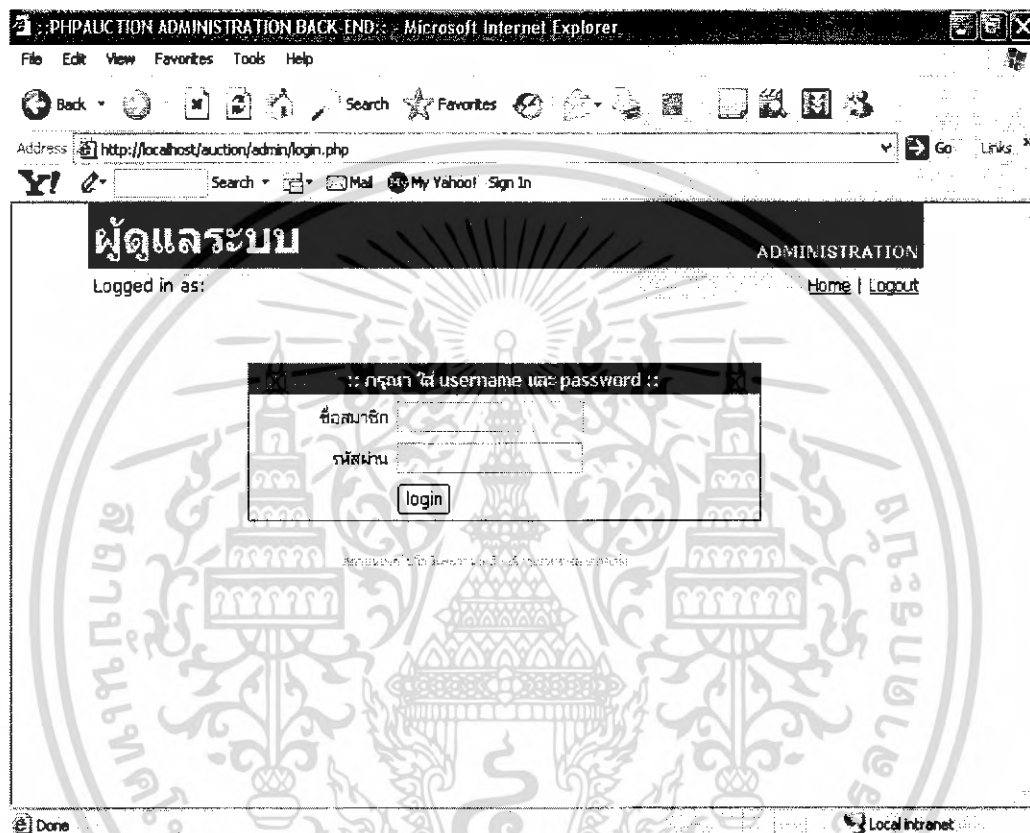 ::PHPAUCTION ADMINISTRATION BACK-END:: - Microsoft Internet Explorer
File Edit View Favorites Tools Help
Back Search Favorites
Address http://localhost/auction/admin/login.php Go Links
Y! Search Mail My Yahoo! Sign In
ผู้ดูแลระบบ
ADMINISTRATION
Logged in as: Home | Logout
:: กรุณา ใส่ username และ password ::
ชื่อสมาชิก
รหัสผ่าน
login
Done Local intranet